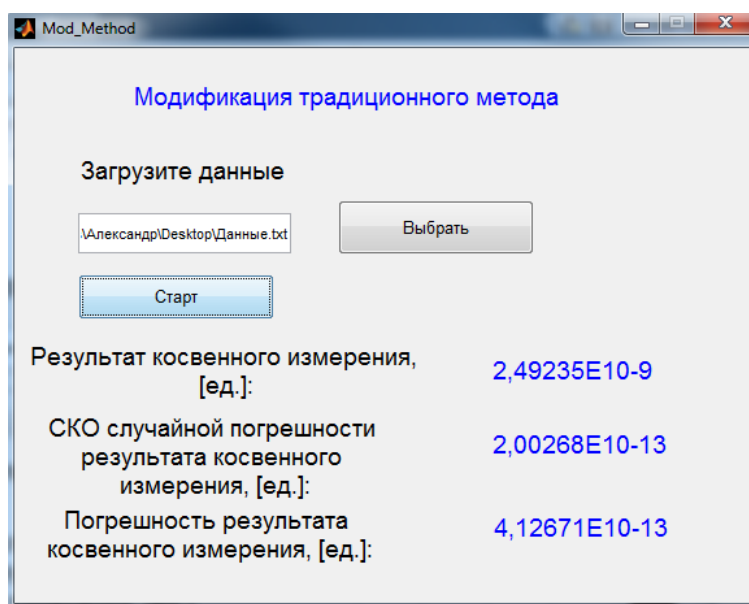 Mod_Method
Модификация традиционного метода
Загрузите данные
\Александр\Desktop\Данные.txt
Выбрать
Старт
Результат косвенного измерения,
[ед.]:
2,49235E10-9
СКО случайной погрешности
результата косвенного
измерения, [ед.]:
2,00268E10-13
Погрешность результата
косвенного измерения, [ед.]:
4,12671E10-13